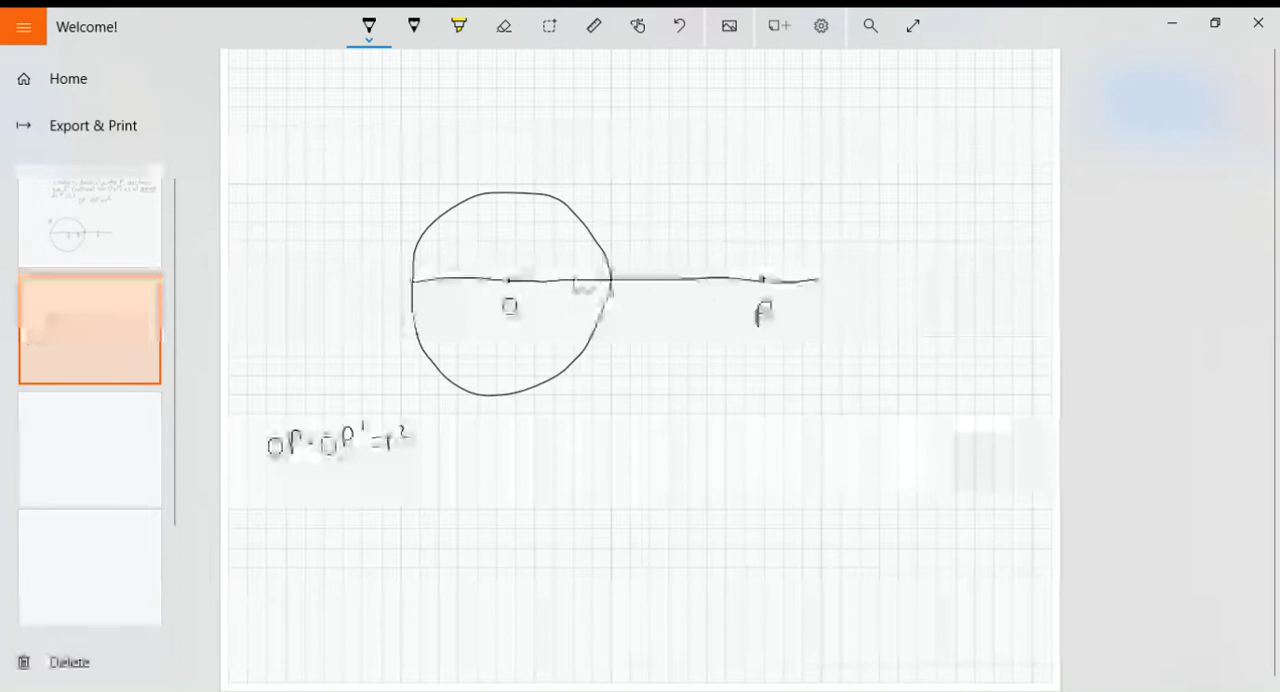 Welcome!
Home
Export & Print
O
P
OP · OP' = r²
Delete